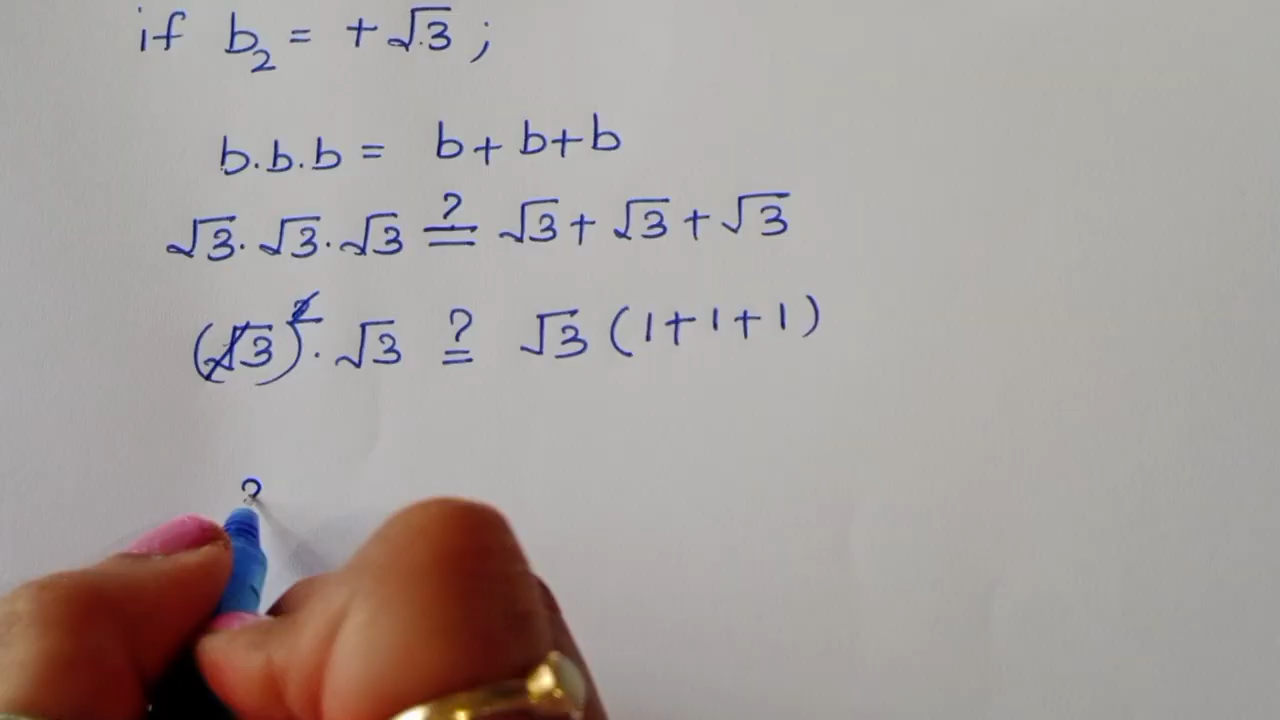 if b₂ = +√3 ;
b.b.b = b + b + b
√3 . √3 . √3 ≟ √3 + √3 + √3
(√3)² . √3 ≟ √3 (1+1+1)